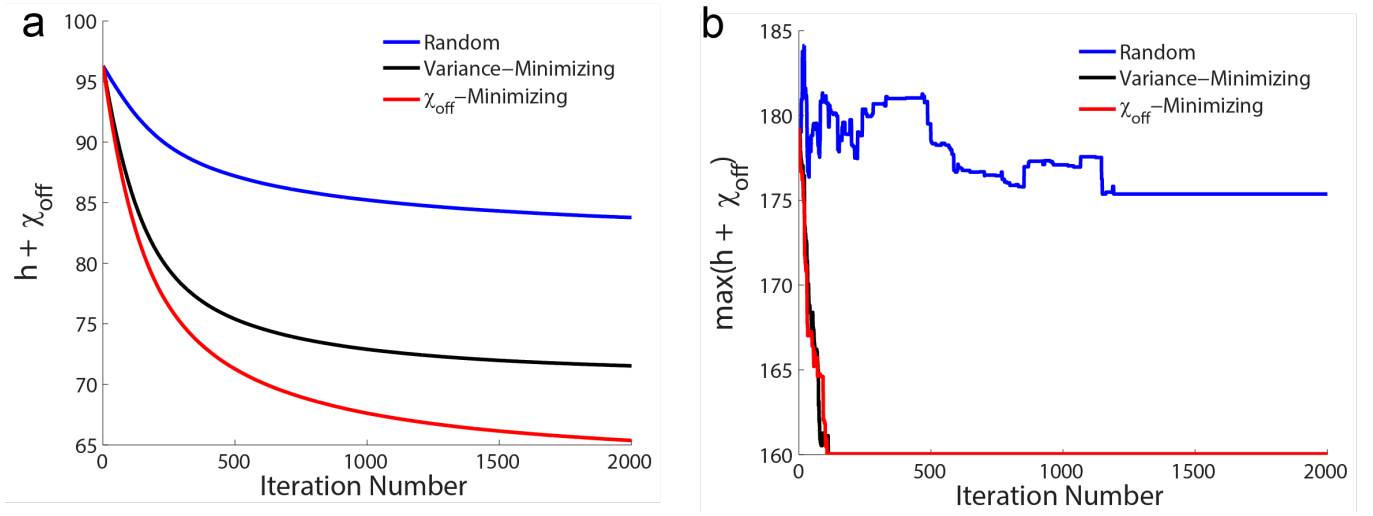 a
100
95
90
85
80
75
70
65
h + χoff
Random
Variance−Minimizing
χoff−Minimizing
0 500 1000 1500 2000
Iteration Number
b
185
180
175
170
165
160
max(h + χoff)
Random
Variance−Minimizing
χoff−Minimizing
0 500 1000 1500 2000
Iteration Number